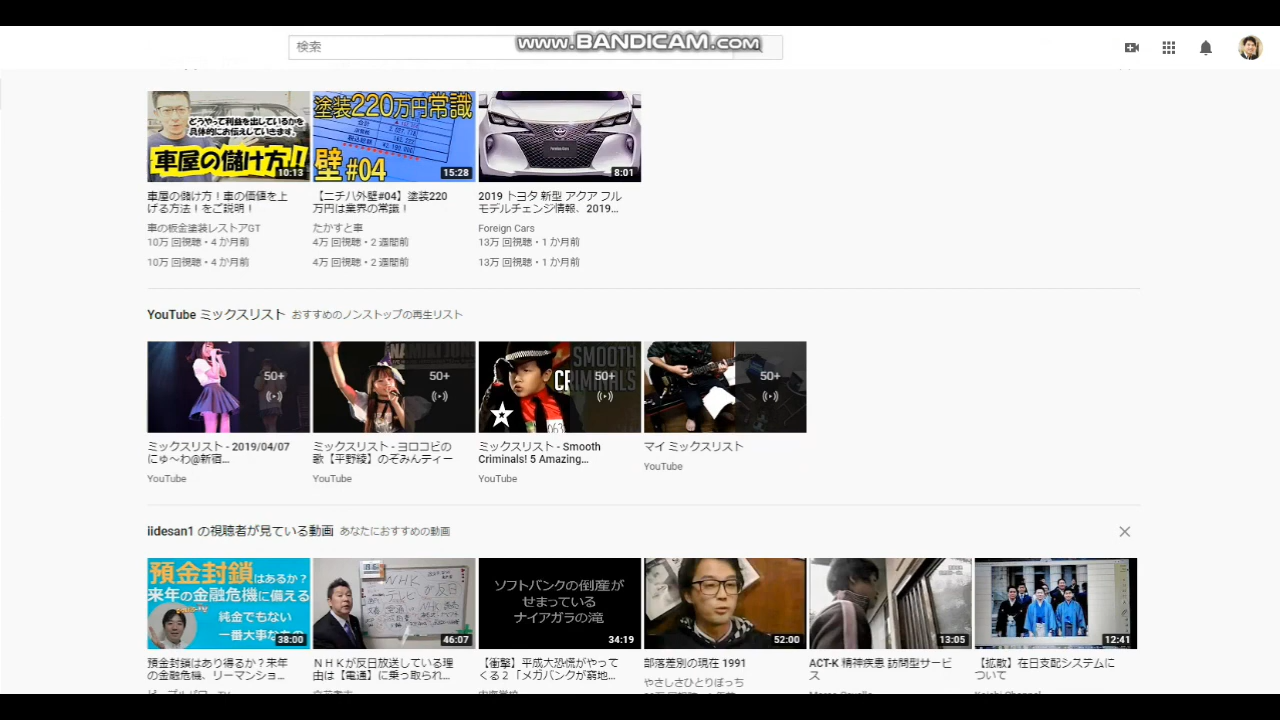 検索
www.BANDICAM.com
どうやって利益を出しているかを
具体的にお伝えしていきます。
車屋の儲け方!!
10:13
塗装220万円常識
壁#04
15:28
8:01
車屋の儲け方!車の価値を上
げる方法!をご説明!
車の板金塗装レストアGT
10万 回視聴・4 か月前
10万 回視聴・4 か月前
【ニチハ外壁#04】塗装220
万円は業界の常識!
たかすと車
4万 回視聴・2 週間前
4万 回視聴・2 週間前
2019 トヨタ 新型 アクア フル
モデルチェンジ情報、2019...
Foreign Cars
13万 回視聴・1 か月前
13万 回視聴・1 か月前
YouTube ミックスリスト おすすめのノンストップの再生リスト
50+
50+
SMOOTH
CRIMINALS
50+
50+
ミックスリスト - 2019/04/07
にゅ~わ@新宿...
YouTube
ミックスリスト - ヨロコビの
歌【平野綾】のぞみんティー
YouTube
ミックスリスト - Smooth
Criminals! 5 Amazing...
YouTube
マイ ミックスリスト
YouTube
iidesan1 の視聴者が見ている動画 あなたにおすすめの動画
預金封鎖はあるか?
来年の金融危機に備える
純金でもない
一番大事なもの
38:00
NHK
46:07
ソフトバンクの倒産が
せまっている
ナイアガラの滝
34:19
52:00
13:05
12:41
預金封鎖はあり得るか?来年
の金融危機、リーマンショ...
NHKが反日放送している理
由は【電通】に乗っ取られ...
【衝撃】平成大恐慌がやって
くる2「メガバンクが窮地...
部落差別の現在 1991
やさしさひとりぼっち
ACT-K 精神疾患 訪問型サービ
ス
【拡散】在日支配システムに
ついて